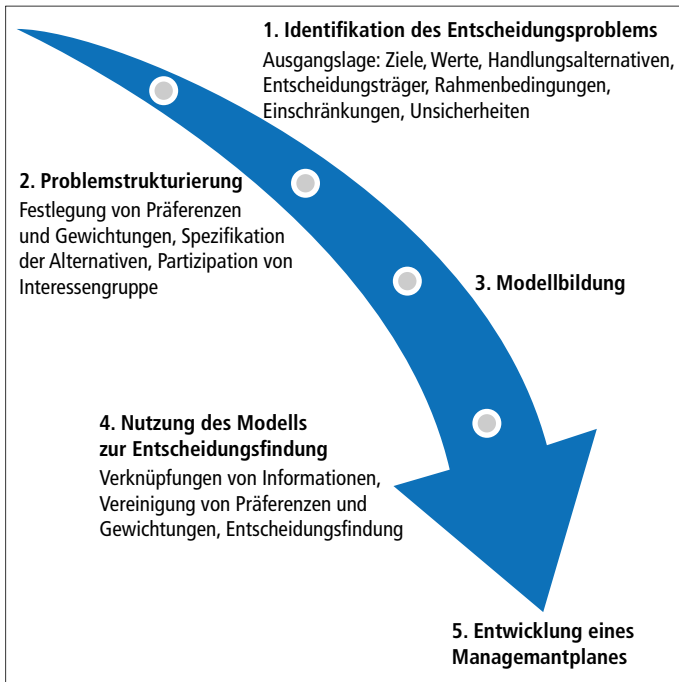 1. Identifikation des Entscheidungsproblems
Ausgangslage: Ziele, Werte, Handlungsalternativen,
Entscheidungsträger, Rahmenbedingungen,
Einschränkungen, Unsicherheiten
2. Problemstrukturierung
Festlegung von Präferenzen
und Gewichtungen, Spezifikation
der Alternativen, Partizipation von
Interessengruppe
3. Modellbildung
4. Nutzung des Modells
zur Entscheidungsfindung
Verknüpfungen von Informationen,
Vereinigung von Präferenzen und
Gewichtungen, Entscheidungsfindung
5. Entwicklung eines
Managemantplanes